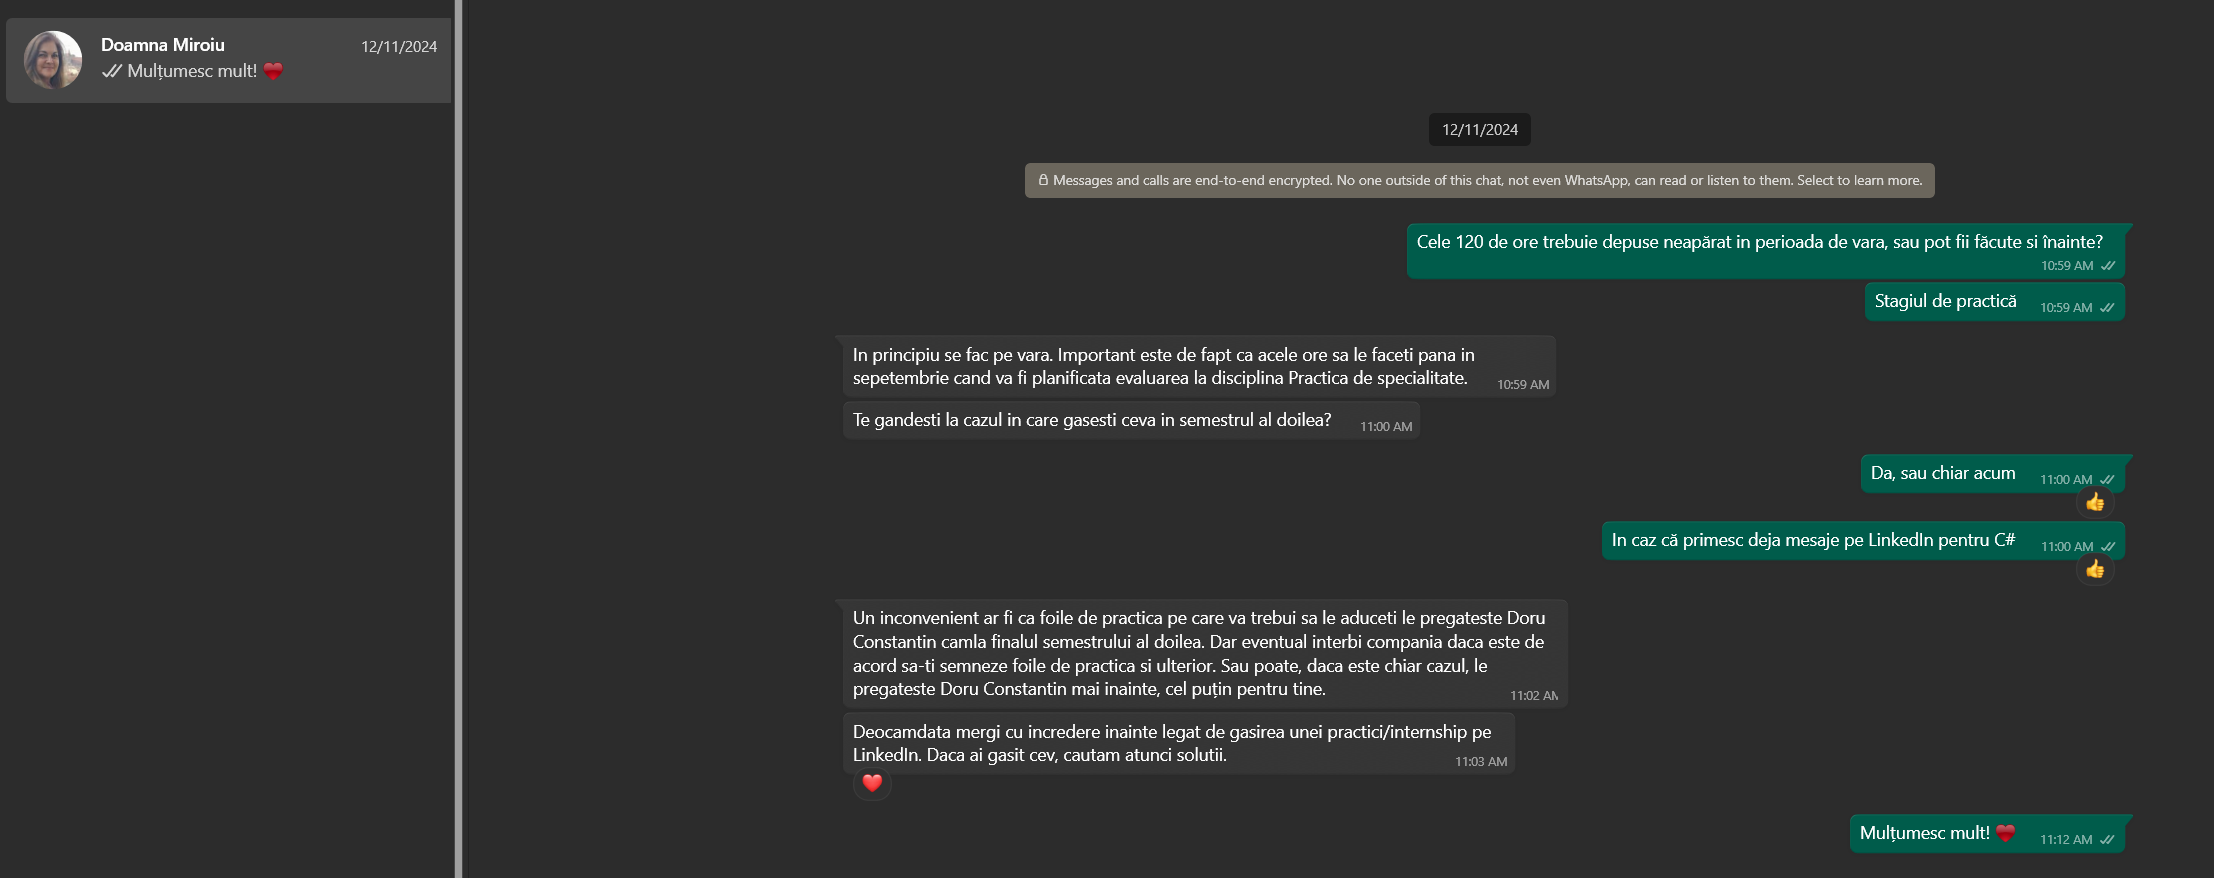 Doamna Miroiu
12/11/2024
Mulțumesc mult! ❤️
12/11/2024
Messages and calls are end-to-end encrypted. No one outside of this chat, not even WhatsApp, can read or listen to them. Select to learn more.
Cele 120 de ore trebuie depuse neapărat in perioada de vara, sau pot fii făcute si înainte?
10:59 AM
Stagiul de practică
10:59 AM
In principiu se fac pe vara. Important este de fapt ca acele ore sa le faceti pana in
sepetembrie cand va fi planificata evaluarea la disciplina Practica de specialitate.
10:59 AM
Te gandesti la cazul in care gasesti ceva in semestrul al doilea?
11:00 AM
Da, sau chiar acum
11:00 AM
👍
In caz că primesc deja mesaje pe LinkedIn pentru C#
11:00 AM
👍
Un inconvenient ar fi ca foile de practica pe care va trebui sa le aduceti le pregateste Doru
Constantin camla finalul semestrului al doilea. Dar eventual interbi compania daca este de
acord sa-ti semneze foile de practica si ulterior. Sau poate, daca este chiar cazul, le
pregateste Doru Constantin mai inainte, cel puțin pentru tine.
11:02 AM
Deocamdata mergi cu incredere inainte legat de gasirea unei practici/internship pe
LinkedIn. Daca ai gasit cev, cautam atunci solutii.
11:03 AM
❤️
Mulțumesc mult! ❤️
11:12 AM